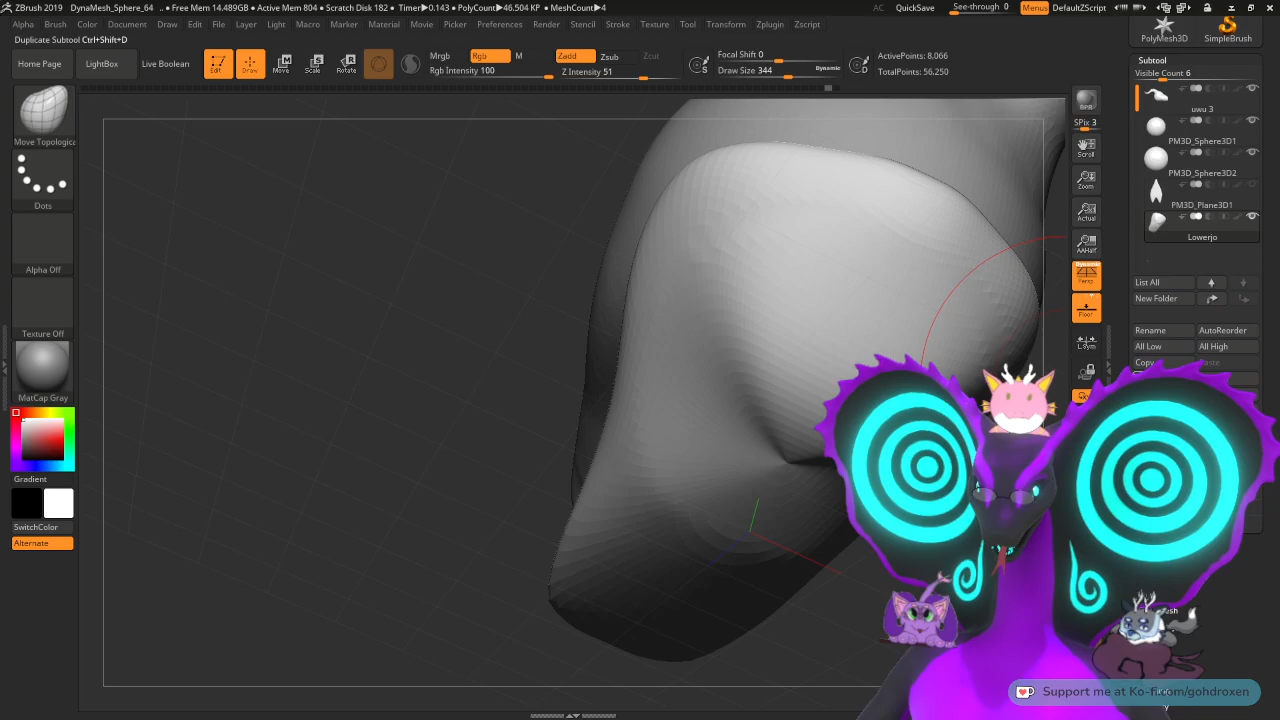 ZBrush 2019 DynaMesh_Sphere_64 .. • Free Mem 14.489GB • Active Mem 804 • Scratch Disk 182 • Timer▶0.143 • PolyCount▶46.504 KP • MeshCount▶4 AC QuickSave See-through 0 Menus DefaultZScript
Alpha Brush Color Document Draw Edit File Layer Light Macro Marker Material Movie Picker Preferences Render Stencil Stroke Texture Tool Transform Zplugin Zscript
Duplicate Subtool Ctrl+Shift+D
Home Page LightBox Live Boolean Edit Draw Move Scale Rotate
Mrgb Rgb M Zadd Zsub Zcut
Rgb Intensity 100 Z Intensity 51
Focal Shift 0
Draw Size 344 Dynamic
ActivePoints: 8.066
TotalPoints: 56.250
Move Topologica
Dots
Alpha Off
Texture Off
MatCap Gray
Gradient
SwitchColor
Alternate
BPR
SPix 3
Scroll
Zoom
Actual
AAHalf
Dynamic
Persp
Floor
L.Sym
PolyMesh3D SimpleBrush
Subtool
Visible Count 6
uwu 3
PM3D_Sphere3D1
PM3D_Sphere3D2
PM3D_Plane3D1
Lowerjo
List All
New Folder
Rename AutoReorder
All Low All High
Copy Paste
Support me at Ko-fi.com/gohdroxen